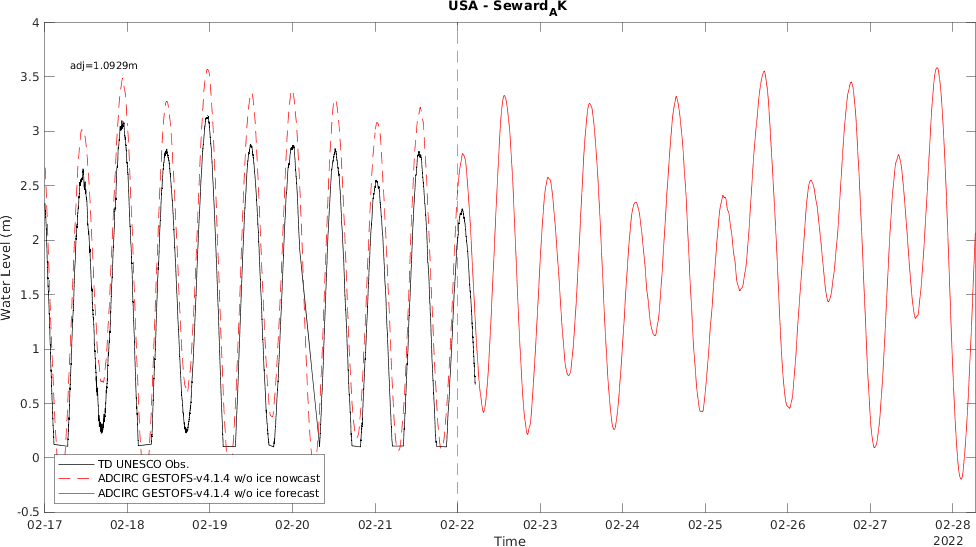 USA - Seward_AK
adj=1.0929m
4
3.5
3
2.5
2
1.5
1
0.5
0
-0.5
Water Level (m)
TD UNESCO Obs.
ADCIRC GESTOFS-v4.1.4 w/o ice nowcast
ADCIRC GESTOFS-v4.1.4 w/o ice forecast
02-17 02-18 02-19 02-20 02-21 02-22 02-23 02-24 02-25 02-26 02-27 02-28
Time
2022